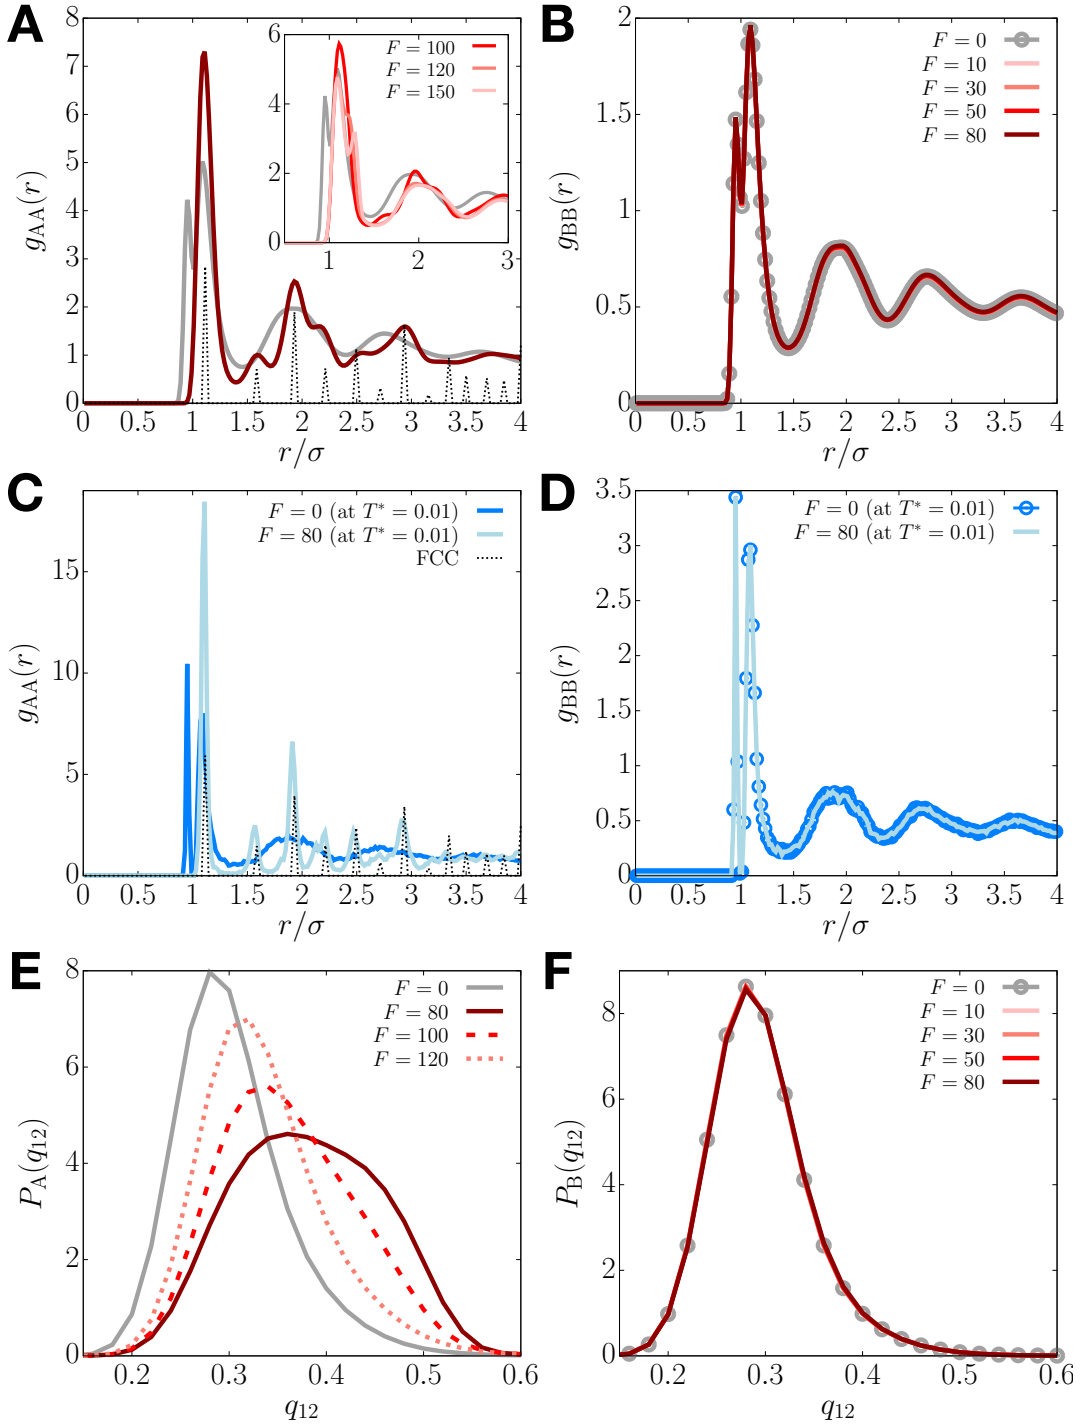 A
8
7
6
5
4
3
2
1
0
g_AA(r)
0 0.5 1 1.5 2 2.5 3 3.5 4
r/σ
6
4
2
0
1 2 3
F = 100
F = 120
F = 150
B
2
1.5
1
0.5
0
g_BB(r)
F = 0
F = 10
F = 30
F = 50
F = 80
0 0.5 1 1.5 2 2.5 3 3.5 4
r/σ
C
15
10
5
0
g_AA(r)
F = 0 (at T* = 0.01)
F = 80 (at T* = 0.01)
FCC
0 0.5 1 1.5 2 2.5 3 3.5 4
r/σ
D
3.5
3
2.5
2
1.5
1
0.5
0
g_BB(r)
F = 0 (at T* = 0.01)
F = 80 (at T* = 0.01)
0 0.5 1 1.5 2 2.5 3 3.5 4
r/σ
E
8
6
4
2
0
P_A(q_12)
F = 0
F = 80
F = 100
F = 120
0.2 0.3 0.4 0.5 0.6
q_12
F
8
6
4
2
0
P_B(q_12)
F = 0
F = 10
F = 30
F = 50
F = 80
0.2 0.3 0.4 0.5 0.6
q_12